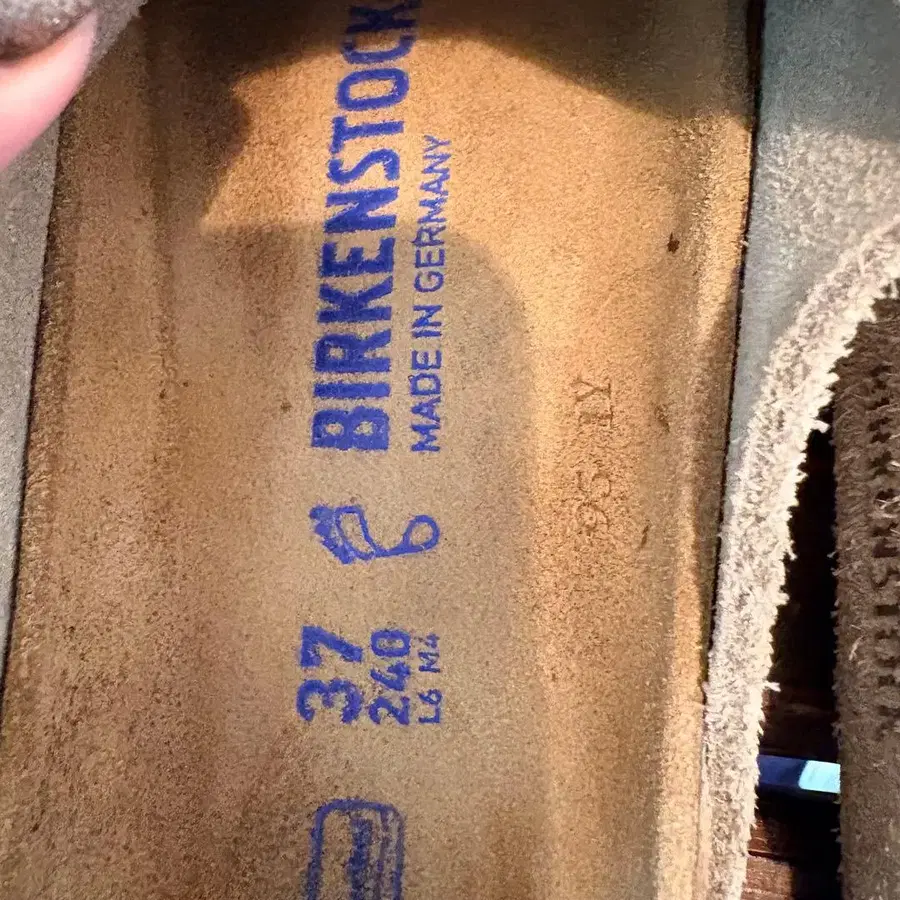 BIRKENSTOCK
MADE IN GERMANY
37
240
L6 M4